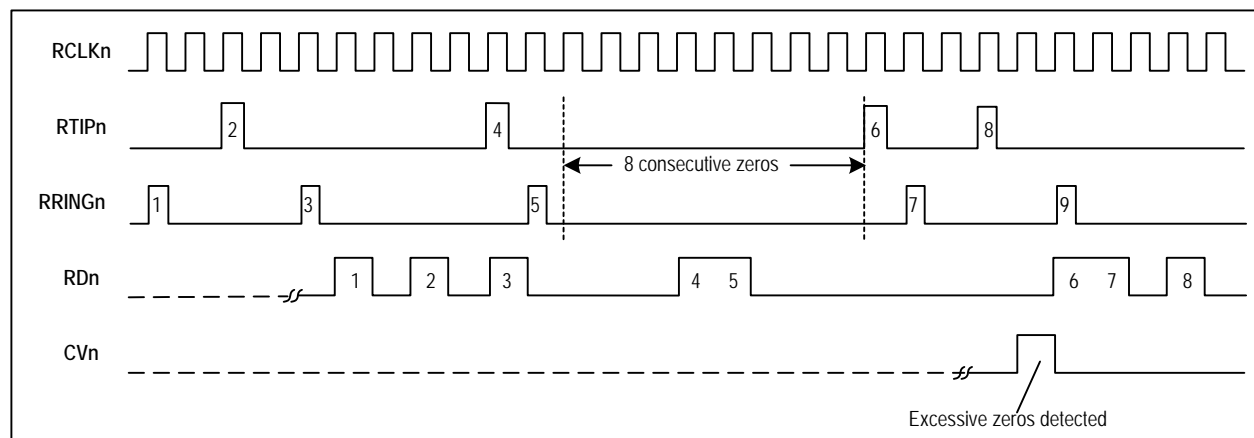 RCLKn
RTIPn 2 4 6 8
8 consecutive zeros
RRINGn 1 3 5 7 9
RDn 1 2 3 4 5 6 7 8
CVn
Excessive zeros detected